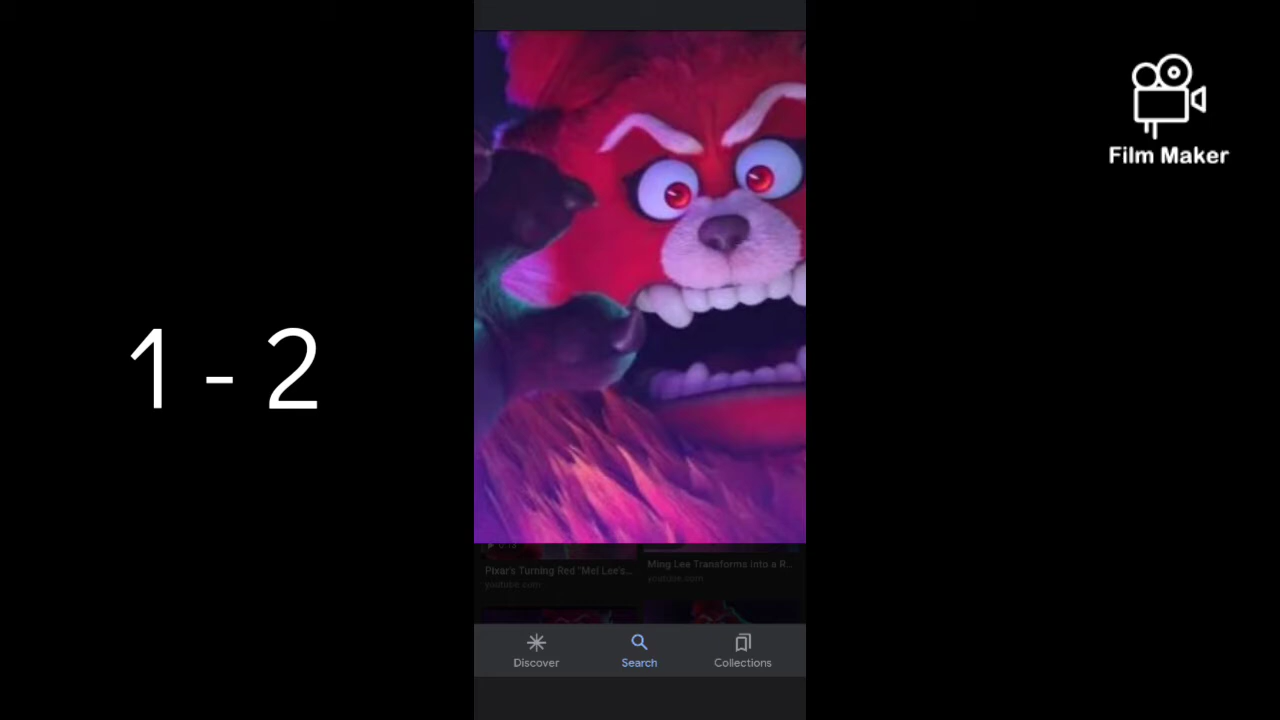 Film Maker
1 - 2
Pixar's Turning Red "Mei Lee's...
youtube.com
Ming Lee Transforms into a R...
youtube.com
Discover
Search
Collections